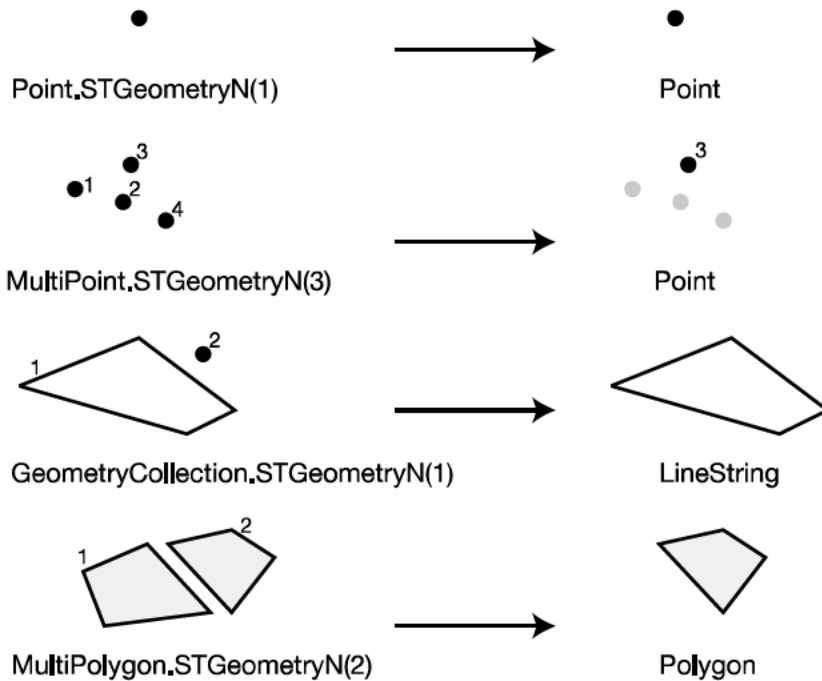 Point.STGeometryN(1)
Point
3
1
2
4
3
MultiPoint.STGeometryN(3)
Point
1
2
GeometryCollection.STGeometryN(1)
LineString
1
2
MultiPolygon.STGeometryN(2)
Polygon